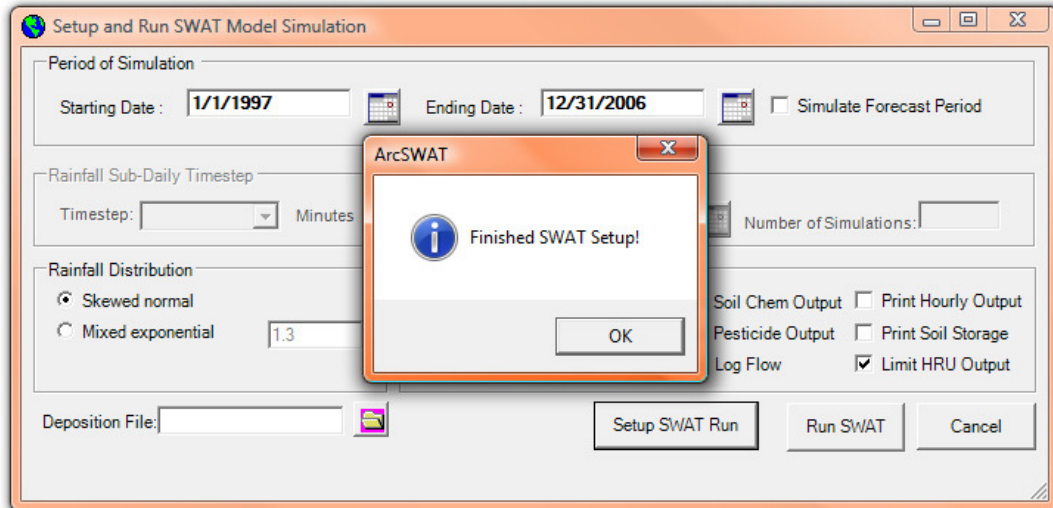 Setup and Run SWAT Model Simulation
Period of Simulation
Starting Date : 1/1/1997 Ending Date : 12/31/2006 Simulate Forecast Period
ArcSWAT
Rainfall Sub-Daily Timestep
Timestep: Minutes Number of Simulations:
Finished SWAT Setup!
Rainfall Distribution
Skewed normal
Mixed exponential 1.3
OK
Soil Chem Output Print Hourly Output
Pesticide Output Print Soil Storage
Log Flow Limit HRU Output
Deposition File: Setup SWAT Run Run SWAT Cancel